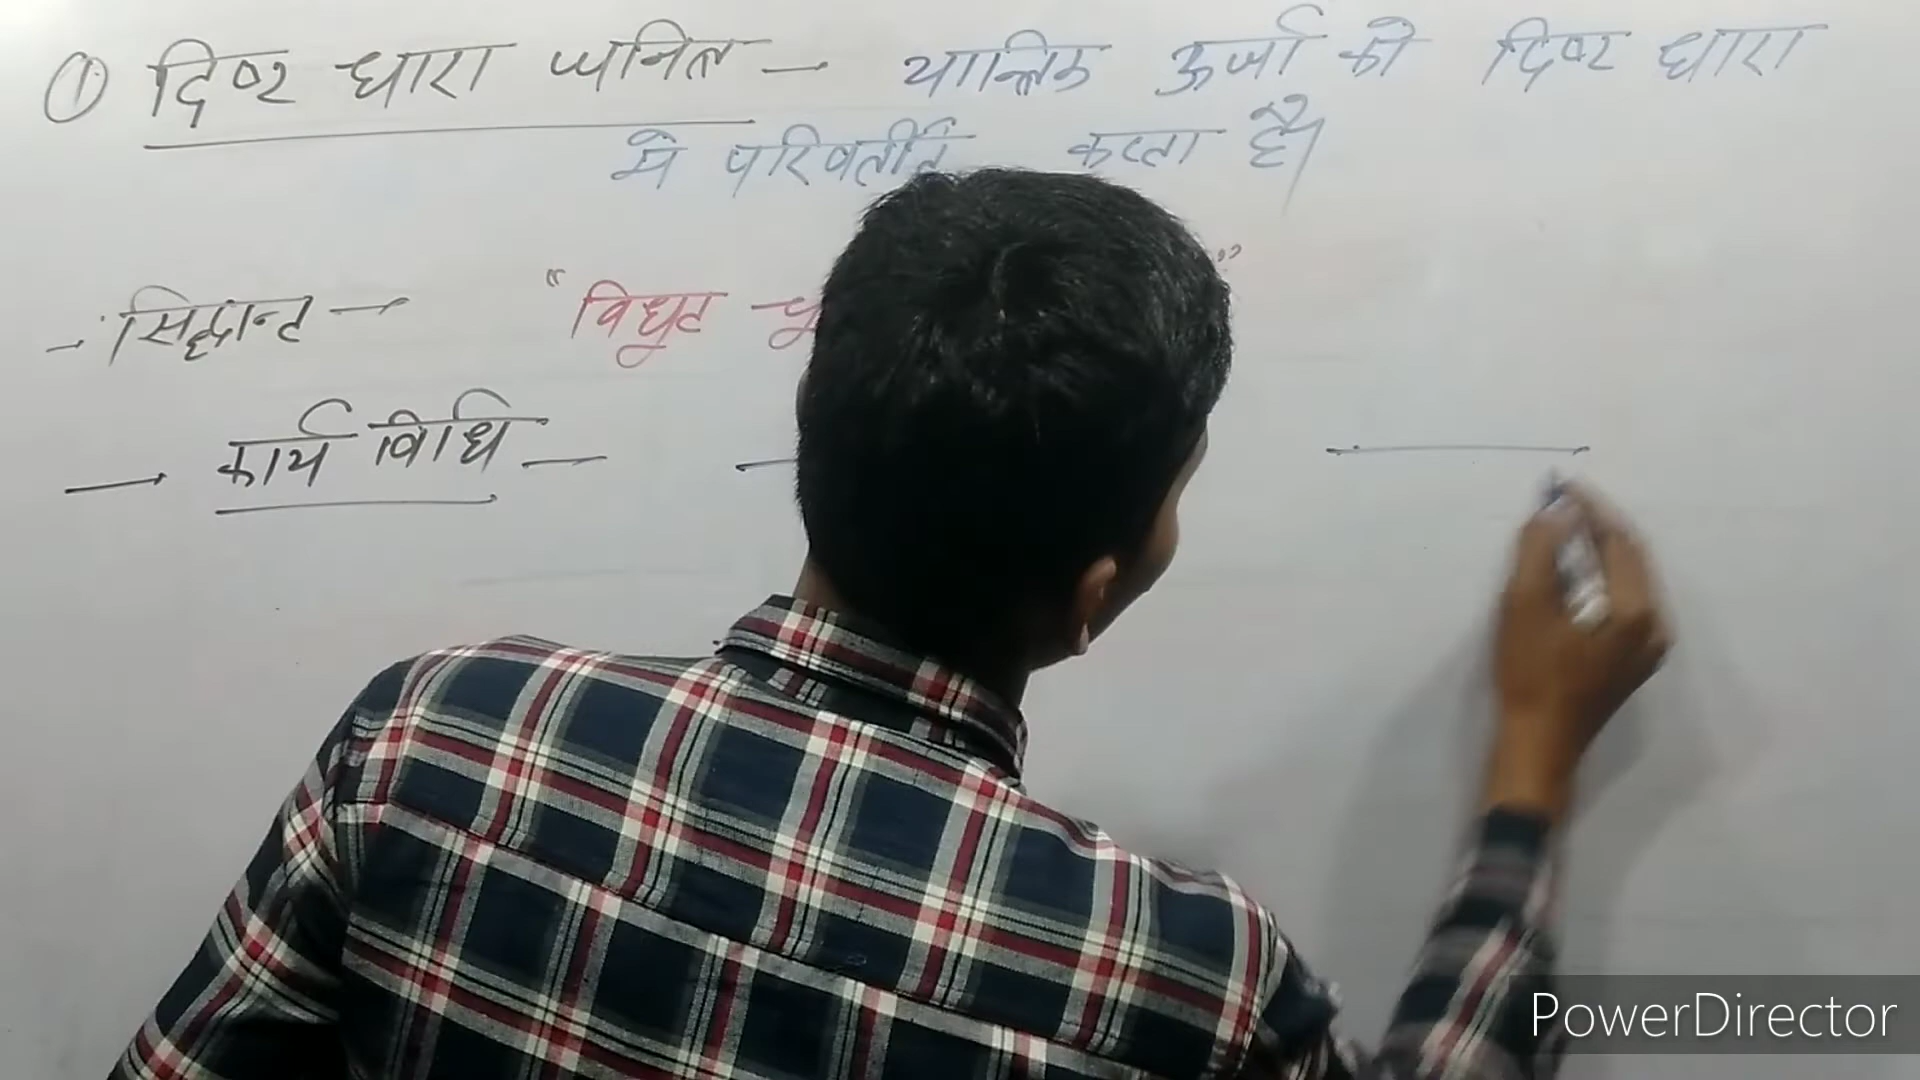 ① दिष्ट धारा जनित्र → यान्त्रिक ऊर्जा को दिष्ट धारा
मे परिवर्तीत करता है।
→ सिद्धान्त → "विधुत "
→ कार्य विधि —
PowerDirector